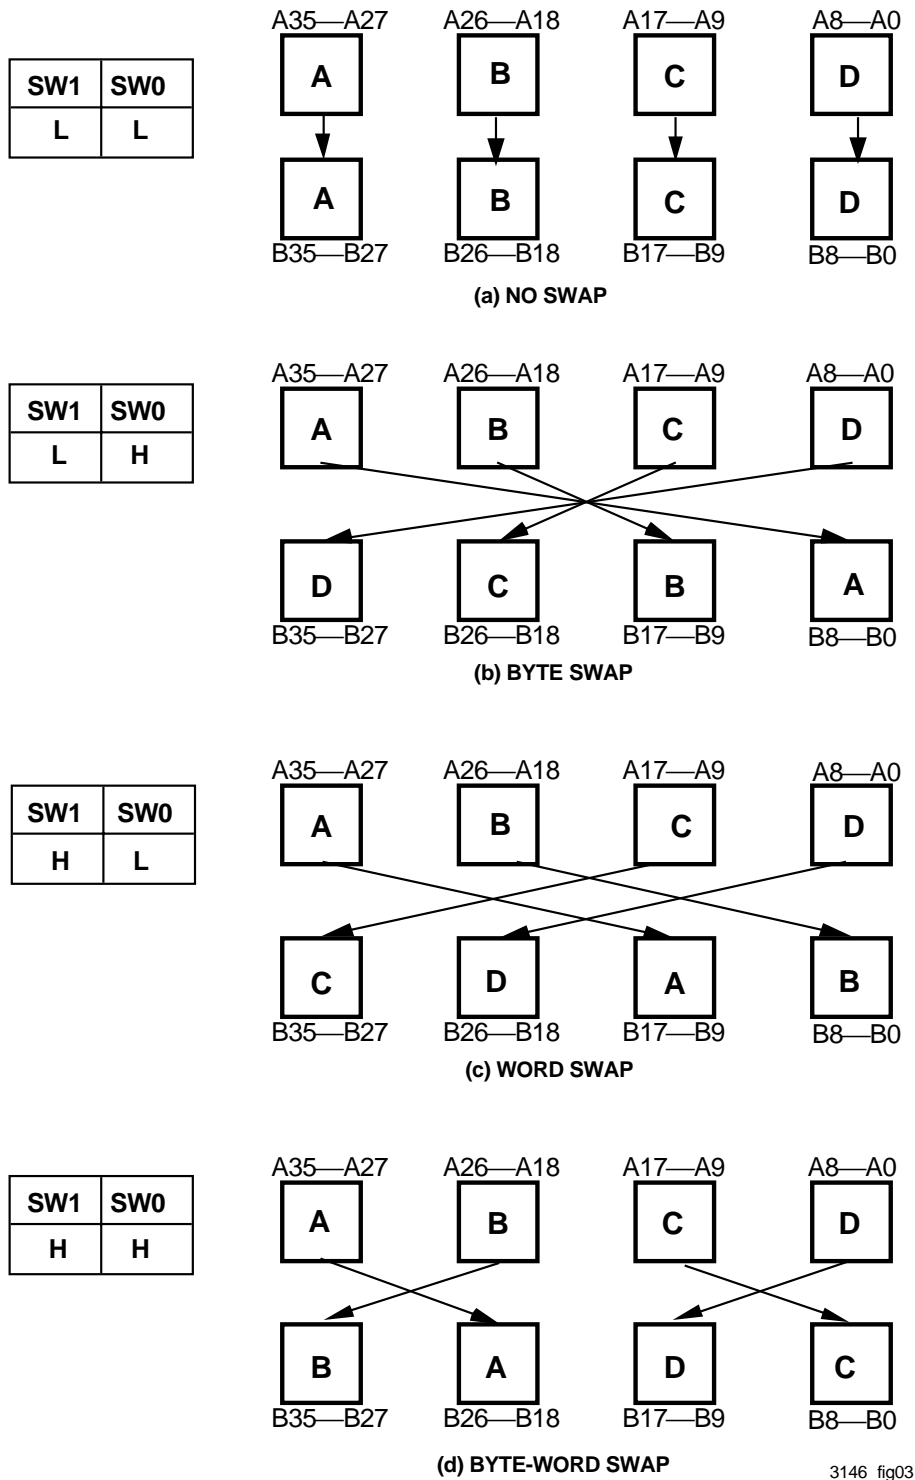 A35—A27 A26—A18 A17—A9 A8—A0
SW1 SW0
L L
A B C D
A B C D
B35—B27 B26—B18 B17—B9 B8—B0
(a) NO SWAP
A35—A27 A26—A18 A17—A9 A8—A0
SW1 SW0
L H
A B C D
D C B A
B35—B27 B26—B18 B17—B9 B8—B0
(b) BYTE SWAP
A35—A27 A26—A18 A17—A9 A8—A0
SW1 SW0
H L
A B C D
C D A B
B35—B27 B26—B18 B17—B9 B8—B0
(c) WORD SWAP
A35—A27 A26—A18 A17—A9 A8—A0
SW1 SW0
H H
A B C D
B A D C
B35—B27 B26—B18 B17—B9 B8—B0
(d) BYTE-WORD SWAP
3146 fig03